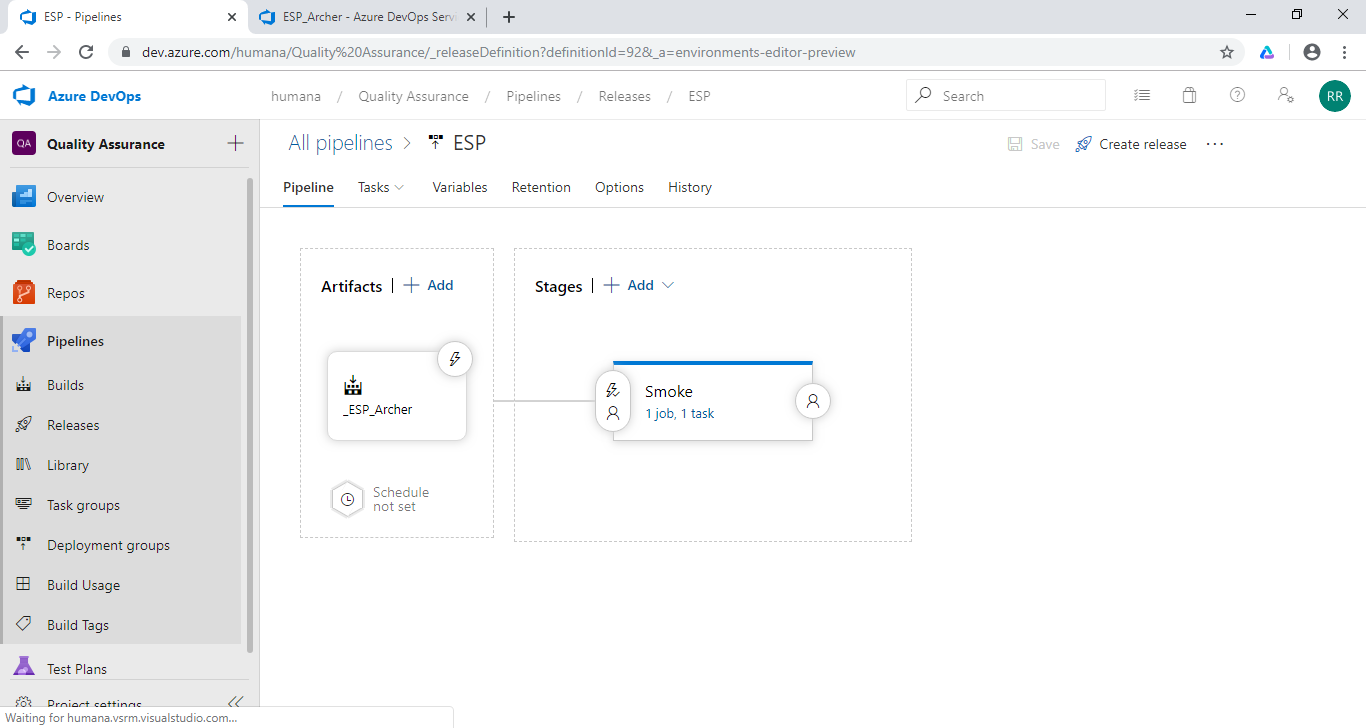 ESP - Pipelines
ESP_Archer - Azure DevOps Servi
dev.azure.com/humana/Quality%20Assurance/_releaseDefinition?definitionId=92&_a=environments-editor-preview
Azure DevOps
humana / Quality Assurance / Pipelines / Releases / ESP
Search
RR
QA Quality Assurance
All pipelines > ESP
Save
Create release
Pipeline Tasks Variables Retention Options History
Overview
Boards
Repos
Pipelines
Builds
Releases
Library
Task groups
Deployment groups
Build Usage
Build Tags
Test Plans
Project settings
Artifacts | + Add
Stages | + Add
_ESP_Archer
Smoke
1 job, 1 task
Schedule
not set
Waiting for humana.vsrm.visualstudio.com...